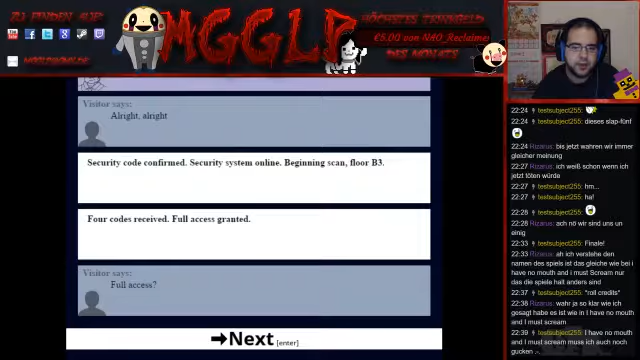 ZU FINDEN AUF
MGGLP
HÖCHSTES TRINKGELD
€5.00 von NAO_Reclaimer
DES MONATS
Visitor says:
Alright, alright
Security code confirmed. Security system online. Beginning scan, floor B3.
Four codes received. Full access granted.
Visitor says:
Full access?
➡Next [enter]
22:24 testsubject255:
22:24 testsubject255: dieses slap-fünf
22:24 Rizarus: bis jetzt wahren wir immer
gleicher meinung
22:27 Rizarus: ich weiß schon wenn ich
jetzt töten würde
22:27 testsubject255: hm...
22:27 testsubject255: ha!
22:28 testsubject255:
22:28 Rizarus: ach nö wir sind uns un
einig
22:33 testsubject255: Finale!
22:33 Rizarus: ah ich verstehe den
namen des spiels ist das gleiche wie bei i
have no mouth and i must Scream nur
das die spiele halt anders sind
22:37 testsubject255: *roll credits*
22:38 Rizarus: wahr ja so klar wie ich
gesagt habe es ist wie in I have no mouth
and I must scream
22:39 testsubject255: I have no mouth
and I must scream muss ich auch noch
gucken